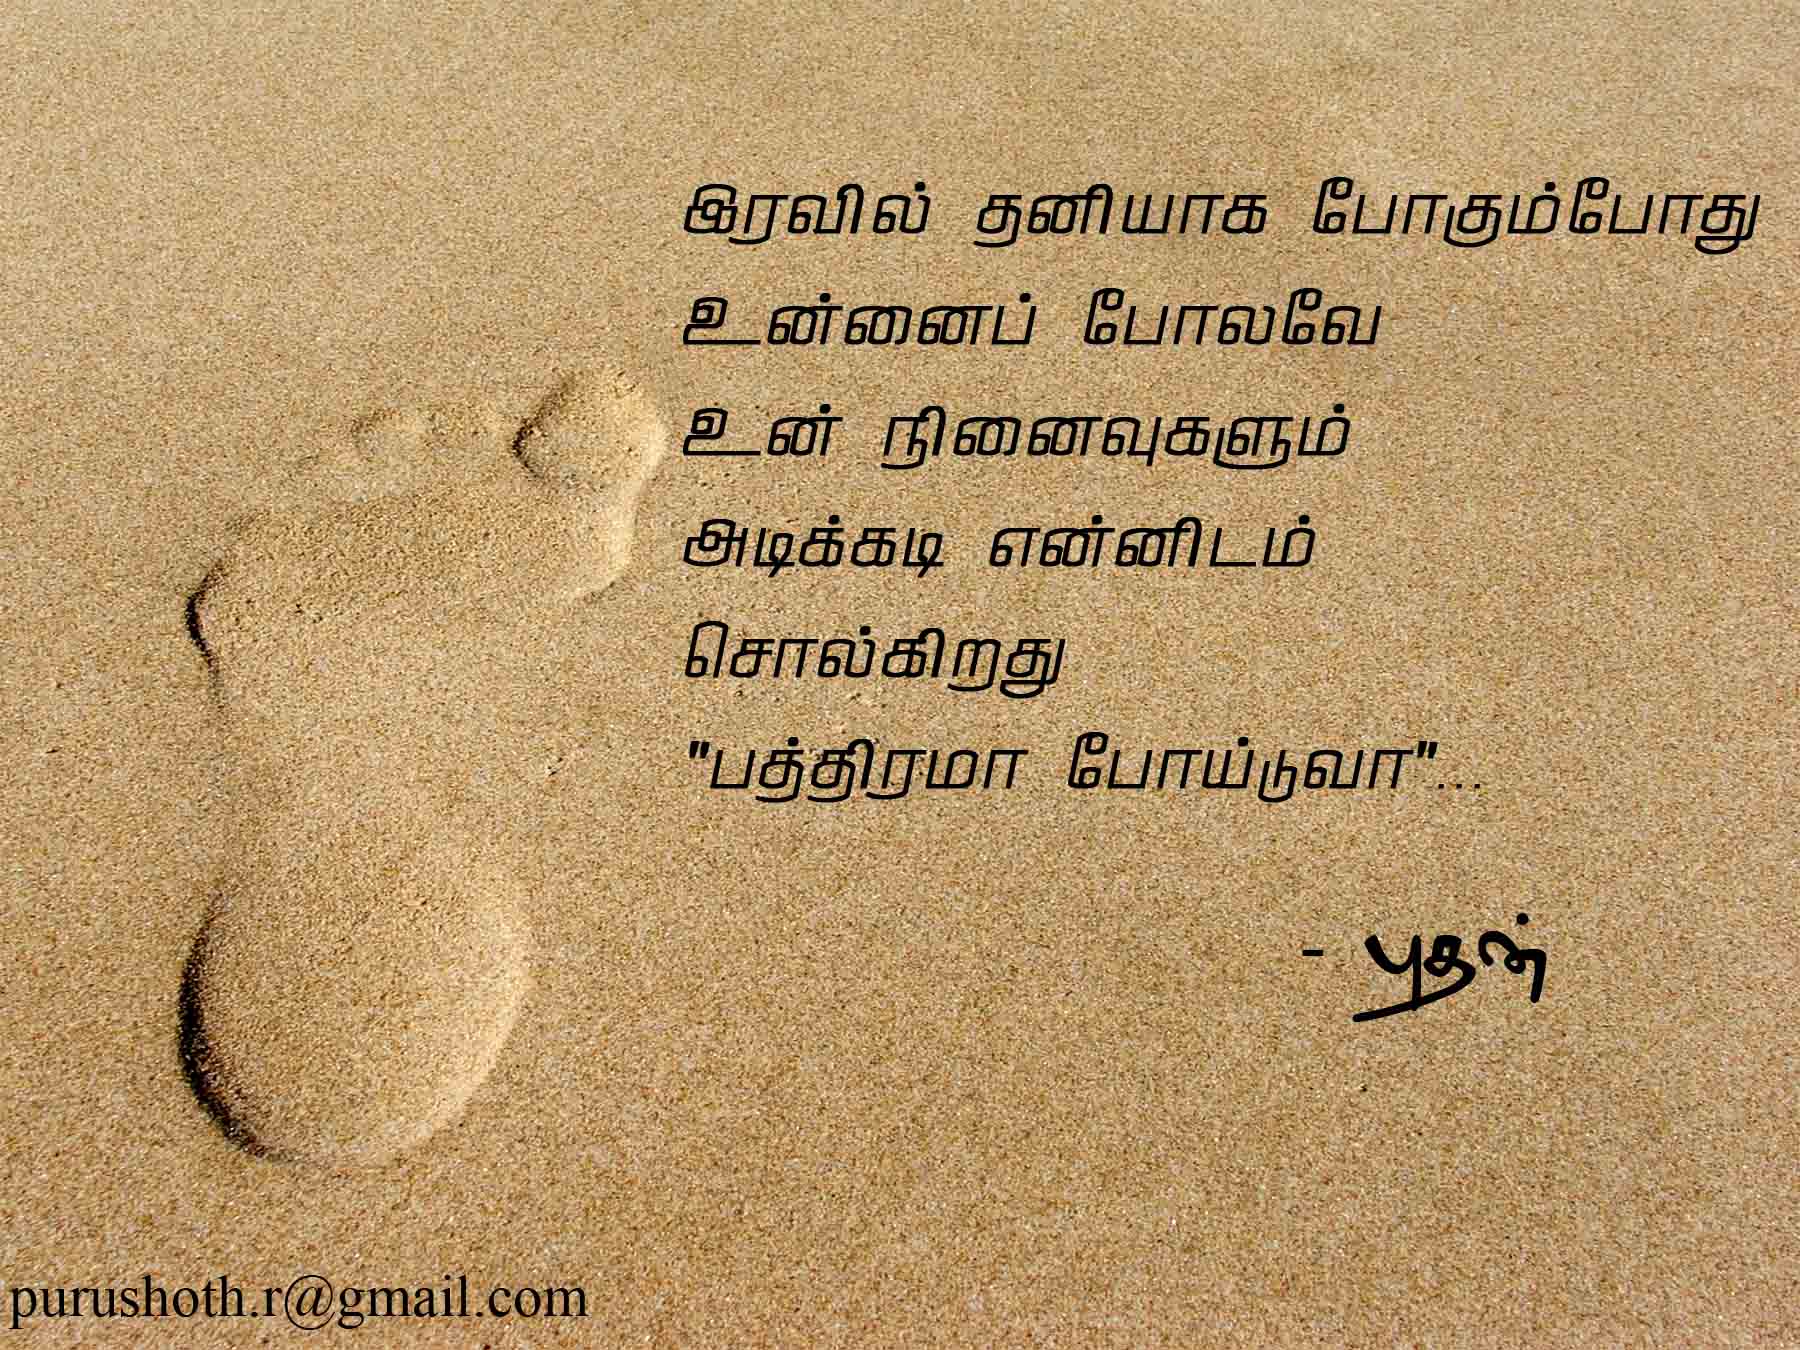 இரவில் தனியாக போகும்போது
உன்னைப் போலவே
உன் நினைவுகளும்
அடிக்கடி என்னிடம்
சொல்கிறது
"பத்திரமா போய்டுவா"...
- புதன்
purushoth.r@gmail.com